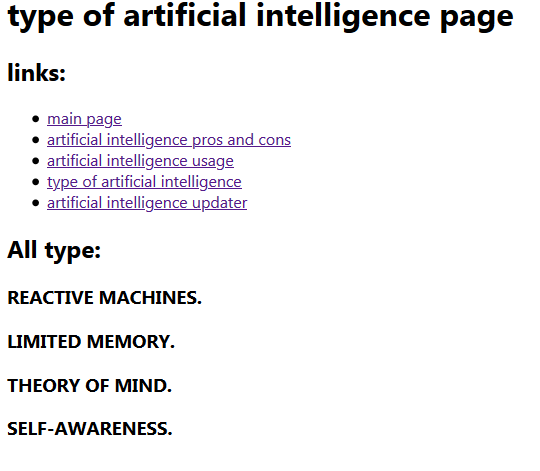 type of artificial intelligence page
links:
main page
artificial intelligence pros and cons
artificial intelligence usage
type of artificial intelligence
artificial intelligence updater
All type:
REACTIVE MACHINES.
LIMITED MEMORY.
THEORY OF MIND.
SELF-AWARENESS.